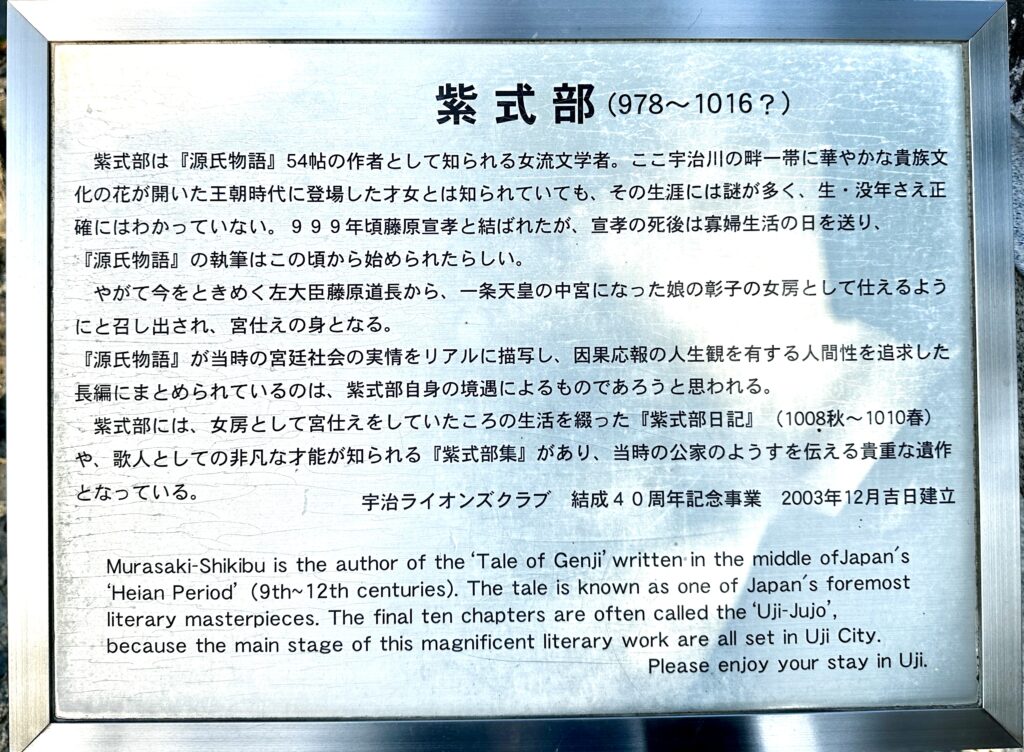 紫式部(978～1016？)
紫式部は『源氏物語』54帖の作者として知られる女流文学者。ここ宇治川の畔一帯に華やかな貴族文
化の花が開いた王朝時代に登場した才女とは知られていても、その生涯には謎が多く、生・没年さえ正
確にはわかっていない。９９９年頃藤原宣孝と結ばれたが、宣孝の死後は寡婦生活の日を送り、
『源氏物語』の執筆はこの頃から始められたらしい。
やがて今をときめく左大臣藤原道長から、一条天皇の中宮になった娘の彰子の女房として仕えるよう
にと召し出され、宮仕えの身となる。
『源氏物語』が当時の宮廷社会の実情をリアルに描写し、因果応報の人生観を有する人間性を追求した
長編にまとめられているのは、紫式部自身の境遇によるものであろうと思われる。
紫式部には、女房として宮仕えをしていたころの生活を綴った『紫式部日記』（1008秋～1010春）
や、歌人としての非凡な才能が知られる『紫式部集』があり、当時の公家のようすを伝える貴重な遺作
となっている。
宇治ライオンズクラブ　結成４０周年記念事業　2003年12月吉日建立
Murasaki-Shikibu is the author of the 'Tale of Genji' written in the middle ofJapan's
'Heian Period' (9th~12th centuries). The tale is known as one of Japan's foremost
literary masterpieces. The final ten chapters are often called the 'Uji-Jujo',
because the main stage of this magnificent literary work are all set in Uji City.
Please enjoy your stay in Uji.